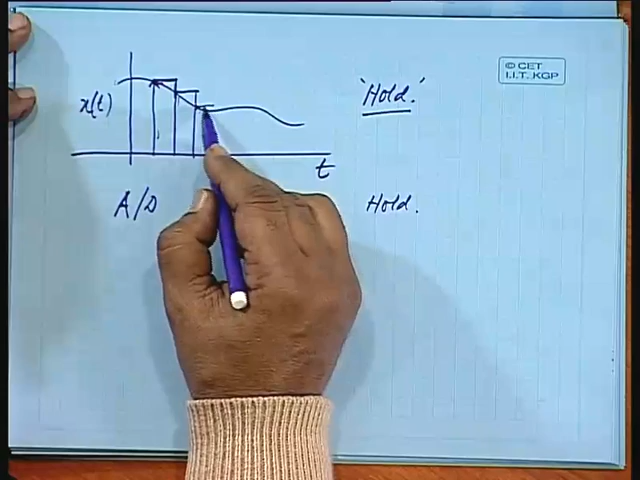 © CET
I.I.T. KGP
x(t)
'Hold.'
t
A/D
Hold.